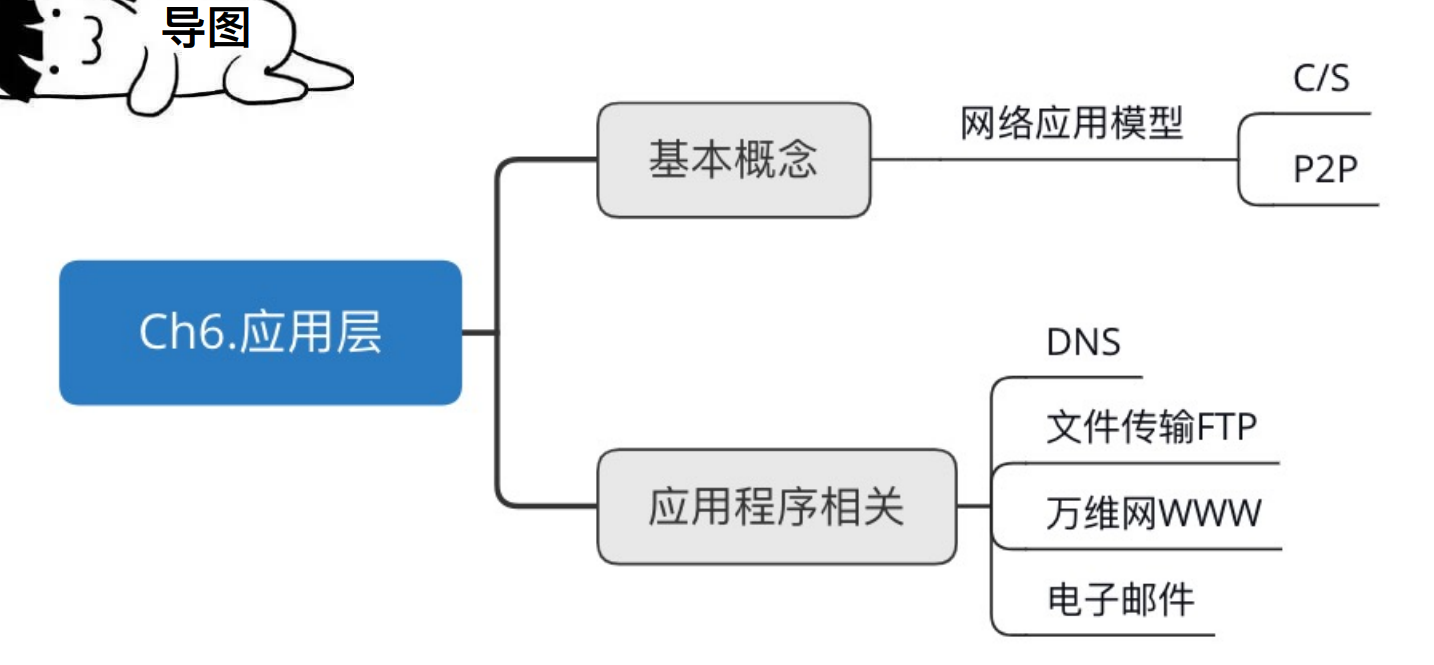 导图
Ch6.应用层
基本概念
网络应用模型
C/S
P2P
应用程序相关
DNS
文件传输FTP
万维网WWW
电子邮件